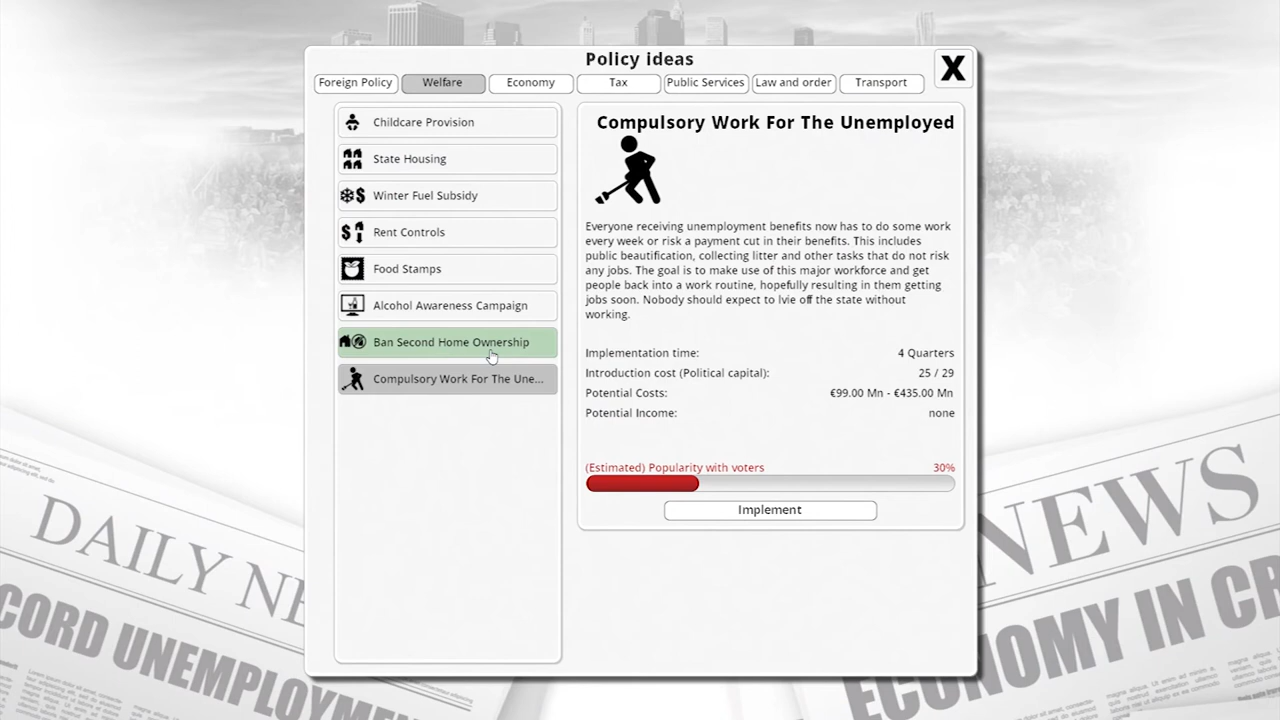 Policy ideas
X
Foreign Policy
Welfare
Economy
Tax
Public Services
Law and order
Transport
Childcare Provision
State Housing
Winter Fuel Subsidy
Rent Controls
Food Stamps
Alcohol Awareness Campaign
Ban Second Home Ownership
Compulsory Work For The Une...
Compulsory Work For The Unemployed
Everyone receiving unemployment benefits now has to do some work
every week or risk a payment cut in their benefits. This includes
public beautification, collecting litter and other tasks that do not risk
any jobs. The goal is to make use of this major workforce and get
people back into a work routine, hopefully resulting in them getting
jobs soon. Nobody should expect to lvie off the state without
working.
Implementation time: 4 Quarters
Introduction cost (Political capital): 25 / 29
Potential Costs: €99.00 Mn - €435.00 Mn
Potential Income: none
(Estimated) Popularity with voters 30%
Implement
DAILY NE
CORD UNEMPLOYM
NEWS
ECONOMY IN CR